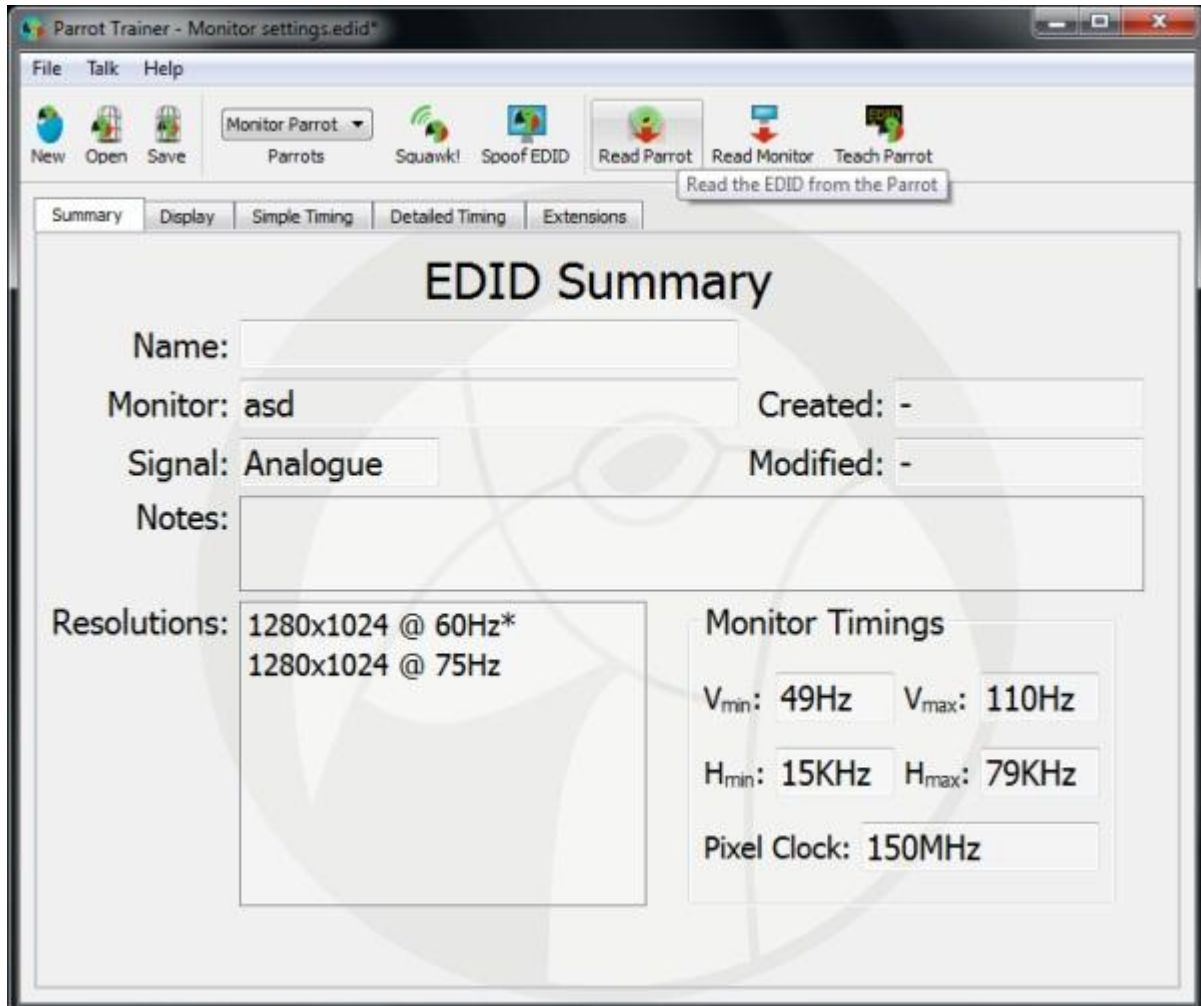 Parrot Trainer - Monitor settings.edid*
File Talk Help
Monitor Parrot
New Open Save Parrots Squawk! Spoof EDID Read Parrot Read Monitor Teach Parrot
Read the EDID from the Parrot
Summary Display Simple Timing Detailed Timing Extensions
EDID Summary
Name:
Monitor: asd Created: -
Signal: Analogue Modified: -
Notes:
Resolutions: 1280x1024 @ 60Hz*
1280x1024 @ 75Hz
Monitor Timings
Vmin: 49Hz Vmax: 110Hz
Hmin: 15KHz Hmax: 79KHz
Pixel Clock: 150MHz